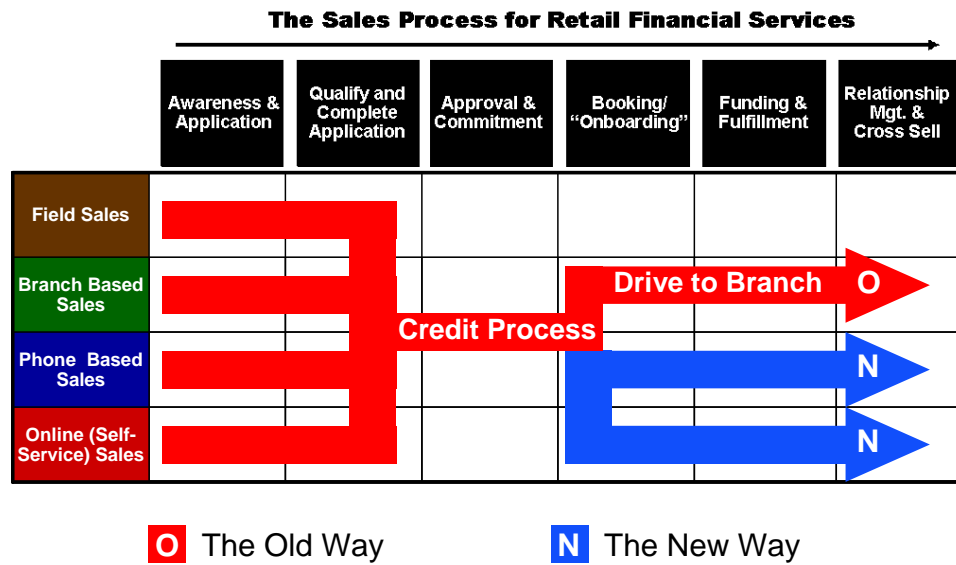 The Sales Process for Retail Financial Services
Awareness &
Application
Qualify and
Complete
Application
Approval &
Commitment
Booking/
“Onboarding”
Funding &
Fulfillment
Relationship
Mgt. &
Cross Sell
Field Sales
Branch Based
Sales
Drive to Branch
O
Credit Process
Phone Based
Sales
N
Online (Self-
Service) Sales
N
O The Old Way
N The New Way